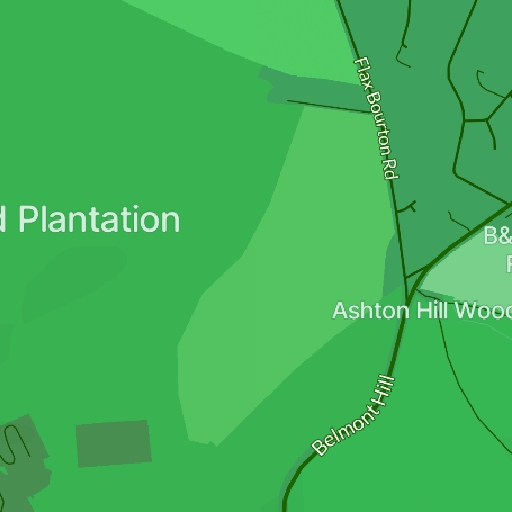 Flax Bourton Rd
d Plantation
B&
F
Ashton Hill Wood
Belmont Hill